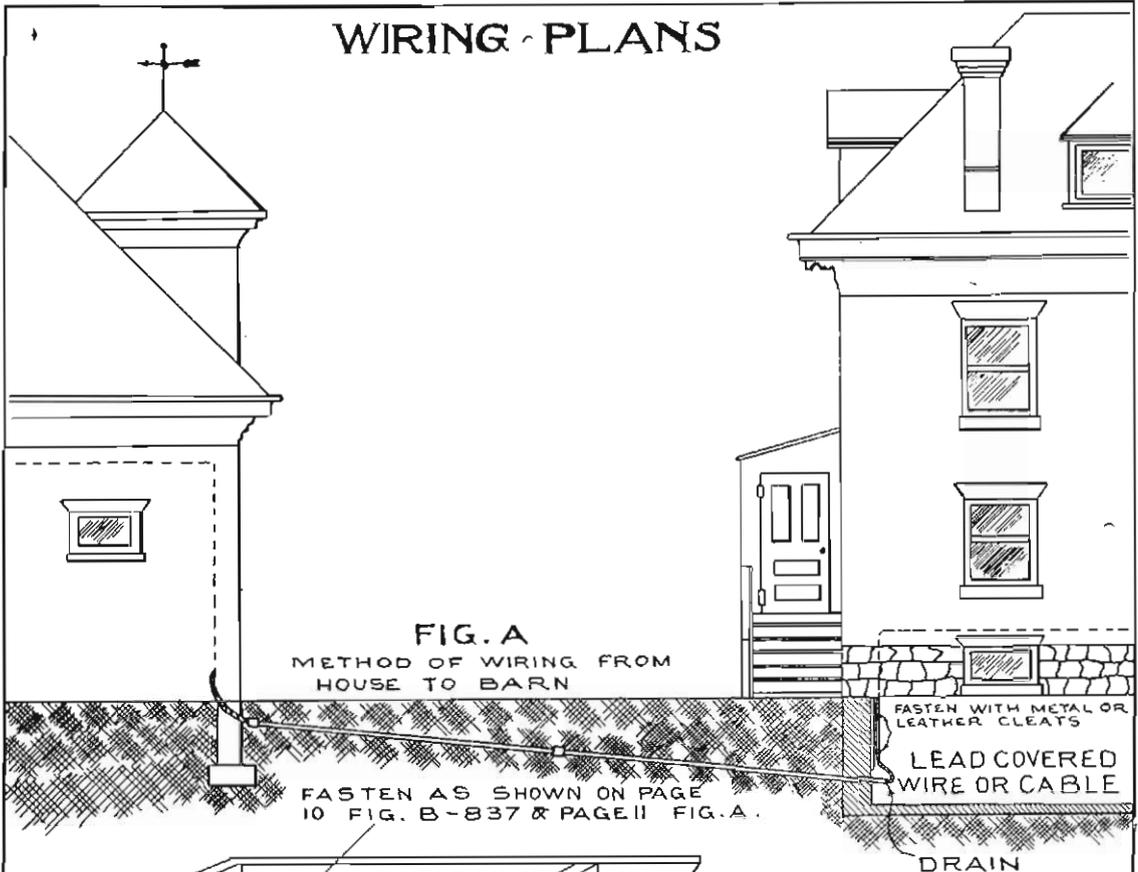 WIRING PLANS
FIG. A
METHOD OF WIRING FROM
HOUSE TO BARN
FASTEN WITH METAL OR
LEATHER CLEATS
LEAD COVERED
WIRE OR CABLE
FASTEN AS SHOWN ON PAGE
10 FIG. B-837 & PAGE 11 FIG. A.
DRAIN